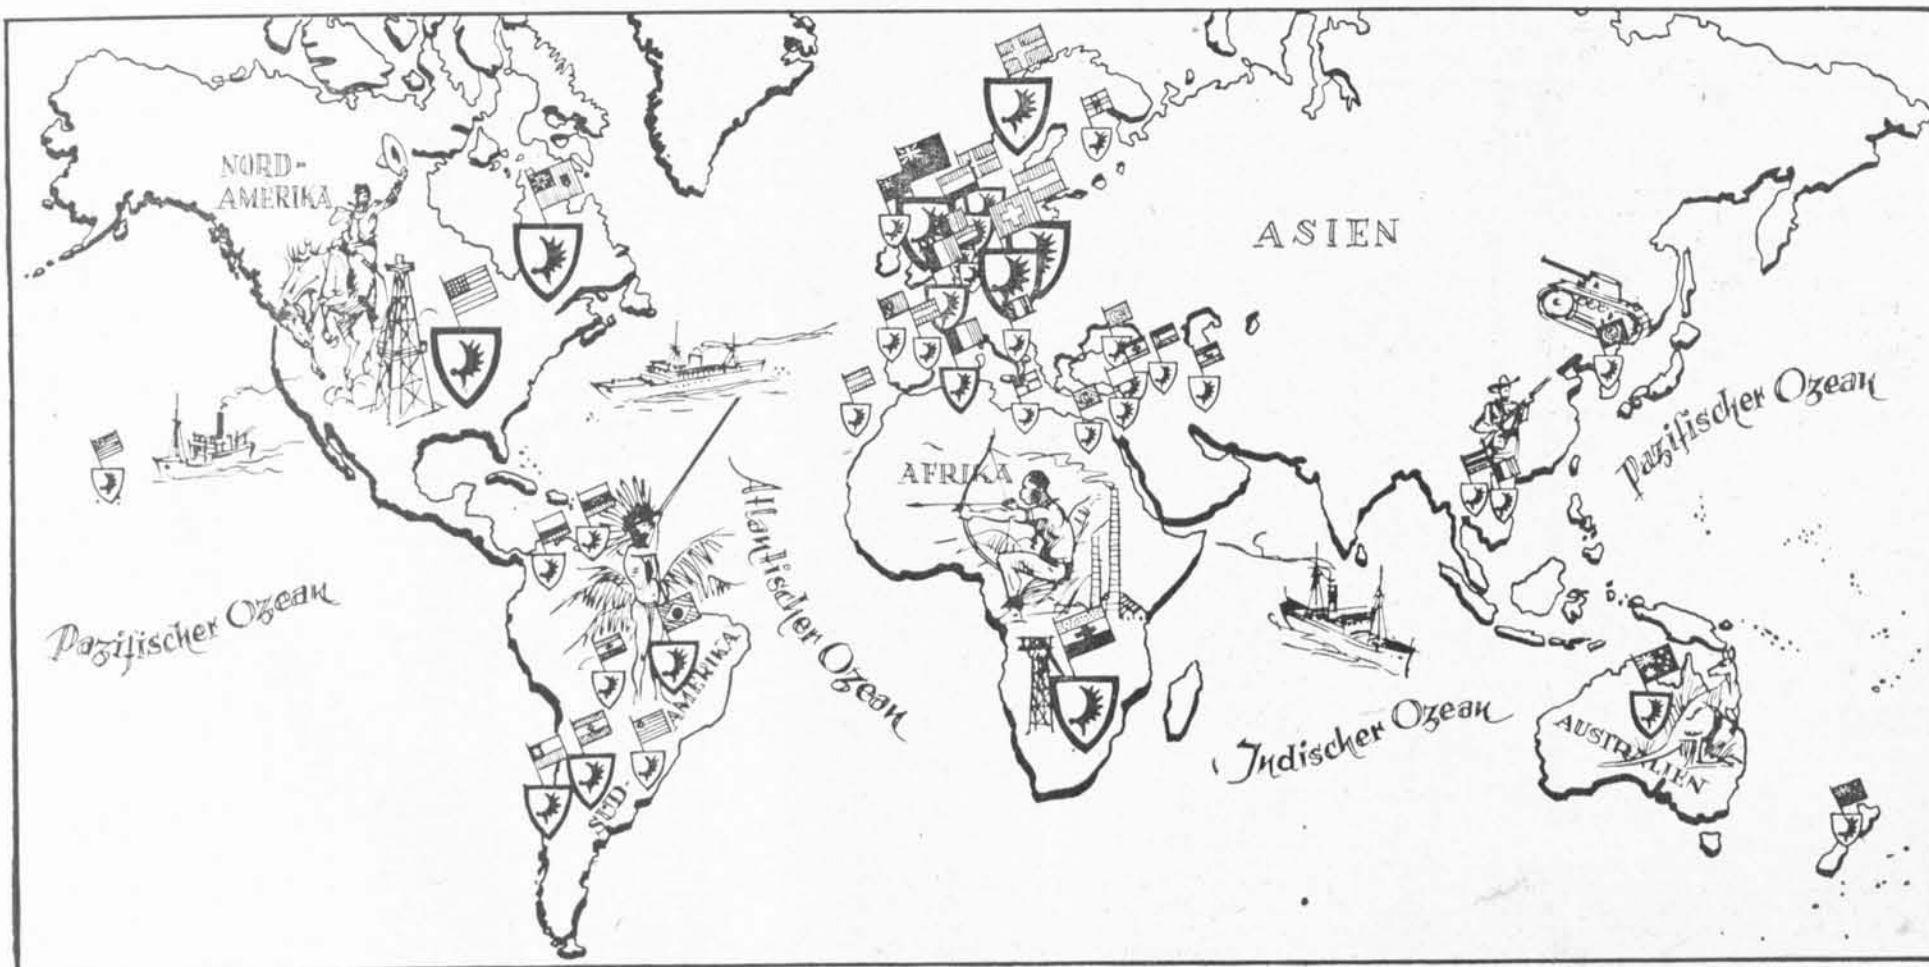 NORD-
AMERIKA
ASIEN
Pazifischer Ozean
AFRIKA
Atlantischer Ozean
Pazifischer Ozean
SÜD-
AMERIKA
Indischer Ozean
AUSTRALIEN